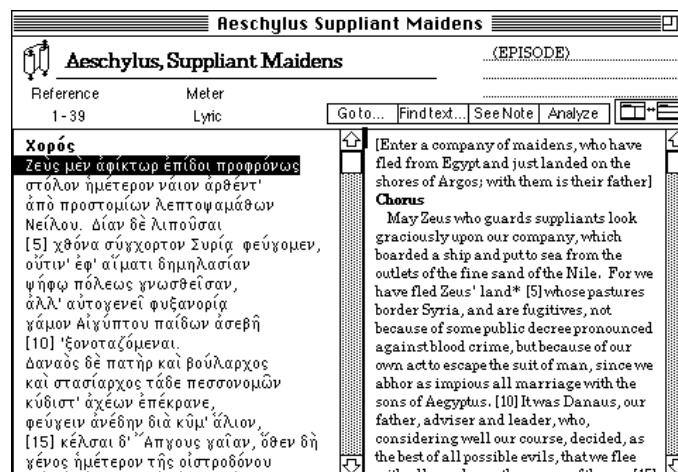 Aeschylus Suppliant Maidens
Aeschylus, Suppliant Maidens
(EPISODE)
Reference Meter
1 - 39 Lyric
Go to... Find text... See Note Analyze
Χορός
Ζεὺς μὲν ἀφίκτωρ ἐπίδοι προφρόνως
στόλον ἡμέτερον νάιον ἀρθέντ'
ἀπὸ προστομίων λεπτοψαμάθων
Νείλου. Δίαν δὲ λιποῦσαι
[5] χθόνα σύγχορτον Συρίᾳ φεύγομεν,
οὔτιν' ἐφ' αἵματι δημηλασίαν
ψήφῳ πόλεως γνωσθεῖσαν,
ἀλλ' αὐτογενεῖ φυξανορίᾳ
γάμον Αἰγύπτου παίδων ἀσεβῆ
[10] 'ξονοταζόμεναι.
Δαναὸς δὲ πατὴρ καὶ βούλαρχος
καὶ στασίαρχος τάδε πεσσονομῶν
κύδιστ' ἀχέων ἐπέκρανε,
φεύγειν ἀνέδην διὰ κῦμ' ἅλιον,
[15] κέλσαι δ' Ἄπγους γαῖαν, ὅθεν δὴ
γένος ἡμέτερον τῆς οἰστροδόνου
[Enter a company of maidens, who have
fled from Egypt and just landed on the
shores of Argos; with them is their father]
Chorus
May Zeus who guards suppliants look
graciously upon our company, which
boarded a ship and put to sea from the
outlets of the fine sand of the Nile. For we
have fled Zeus' land* [5] whose pastures
border Syria, and are fugitives, not
because of some public decree pronounced
against blood crime, but because of our
own act to escape the suit of man, since we
abhor as impious all marriage with the
sons of Aegyptus. [10] It was Danaus, our
father, adviser and leader, who,
considering well our course, decided, as
the best of all possible evils, that we flee